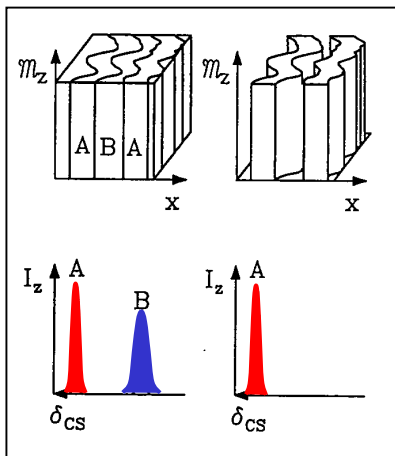 𝔐z 𝔐z
A B A
x x
A A
Iz B Iz
δCS δCS